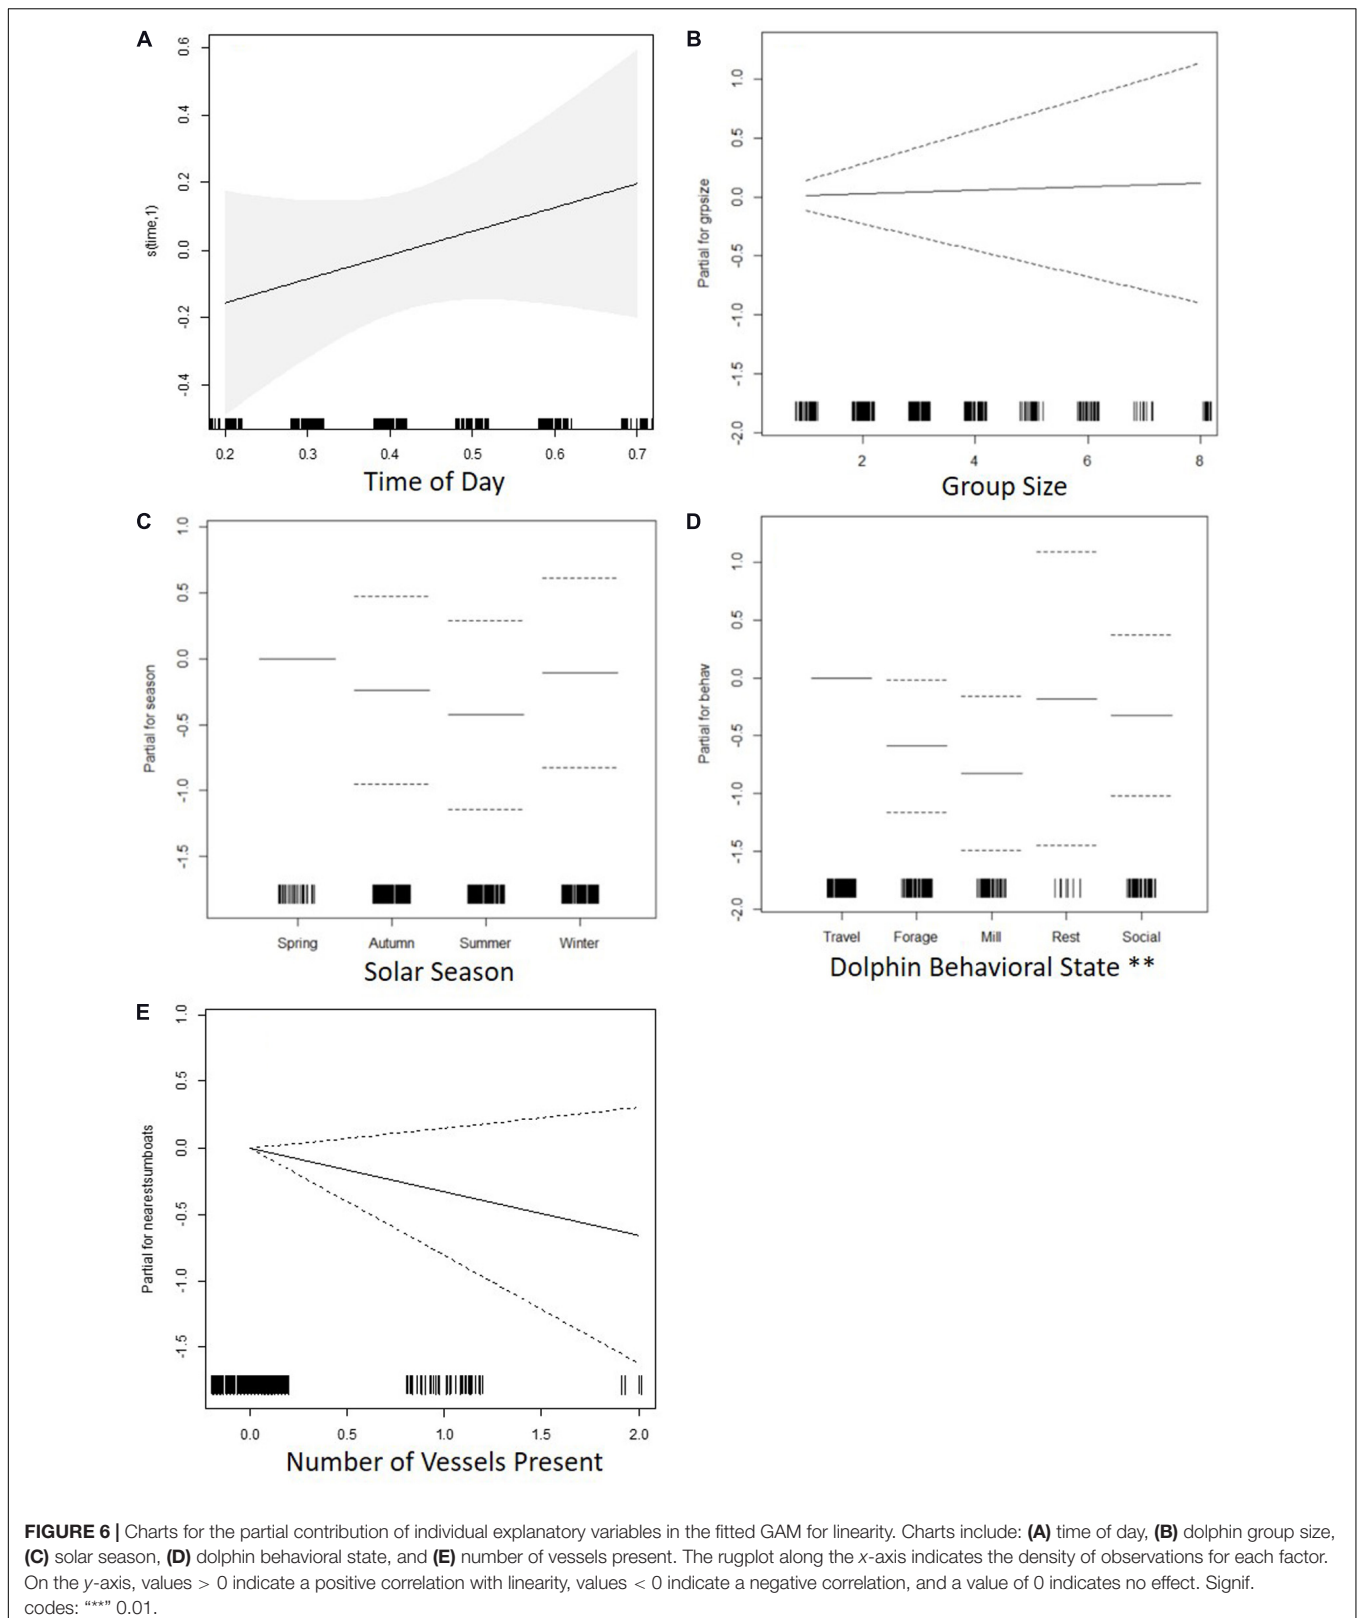 A
0.6
0.4
0.2
0.0
-0.2
-0.4
s(time,1)
0.2 0.3 0.4 0.5 0.6 0.7
Time of Day
B
1.0
0.5
0.0
-0.5
-1.0
-1.5
-2.0
Partial for grpsize
2 4 6 8
Group Size
C
1.0
0.5
0.0
-0.5
-1.0
-1.5
Partial for season
Spring Autumn Summer Winter
Solar Season
D
1.0
0.5
0.0
-0.5
-1.0
-1.5
-2.0
Partial for behav
Travel Forage Mill Rest Social
Dolphin Behavioral State **
E
1.0
0.5
0.0
-0.5
-1.0
-1.5
Partial for nearestsumboats
0.0 0.5 1.0 1.5 2.0
Number of Vessels Present
FIGURE 6 | Charts for the partial contribution of individual explanatory variables in the fitted GAM for linearity. Charts include: (A) time of day, (B) dolphin group size,
(C) solar season, (D) dolphin behavioral state, and (E) number of vessels present. The rugplot along the x-axis indicates the density of observations for each factor.
On the y-axis, values > 0 indicate a positive correlation with linearity, values < 0 indicate a negative correlation, and a value of 0 indicates no effect. Signif.
codes: “**” 0.01.